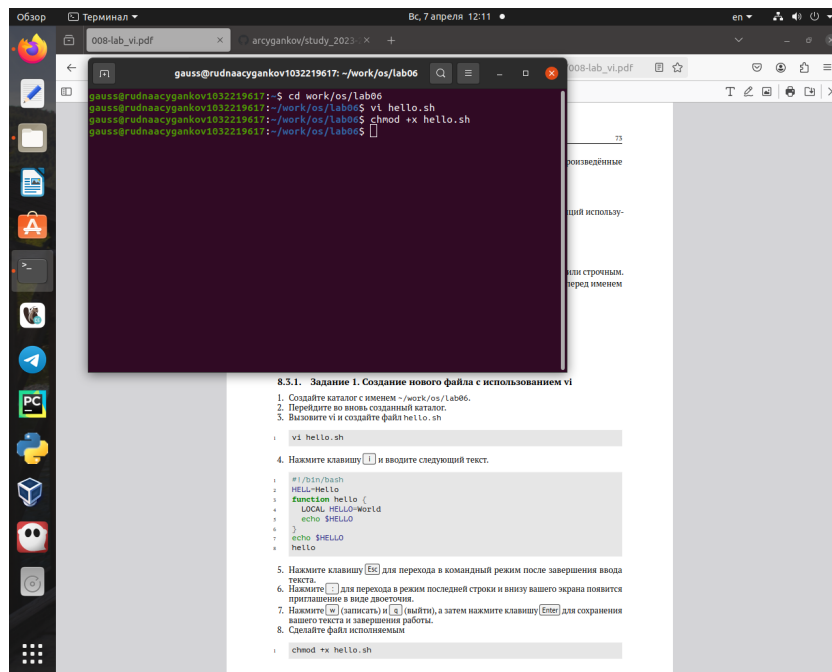 Обзор
Терминал
Вс, 7 апреля 12:11
en
008-lab_vi.pdf
arcygankov/study_2023-
008-lab_vi.pdf
gauss@rudnaacygankov1032219617: ~/work/os/lab06
gauss@rudnaacygankov1032219617:~$ cd work/os/lab06
gauss@rudnaacygankov1032219617:~/work/os/lab06$ vi hello.sh
gauss@rudnaacygankov1032219617:~/work/os/lab06$ chmod +x hello.sh
gauss@rudnaacygankov1032219617:~/work/os/lab06$
73
роизведённые
ций использу-
или строчным.
перед именем
8.3.1. Задание 1. Создание нового файла с использованием vi
1. Создайте каталог с именем ~/work/os/lab06.
2. Перейдите во вновь созданный каталог.
3. Вызовите vi и создайте файл hello.sh
1 vi hello.sh
4. Нажмите клавишу i и вводите следующий текст.
1 #!/bin/bash
2 HELL=Hello
3 function hello {
4 LOCAL HELLO=World
5 echo $HELLO
6 }
7 echo $HELLO
8 hello
5. Нажмите клавишу Esc для перехода в командный режим после завершения ввода
текста.
6. Нажмите : для перехода в режим последней строки и внизу вашего экрана появится
приглашение в виде двоеточия.
7. Нажмите w (записать) и q (выйти), а затем нажмите клавишу Enter для сохранения
вашего текста и завершения работы.
8. Сделайте файл исполняемым
1 chmod +x hello.sh